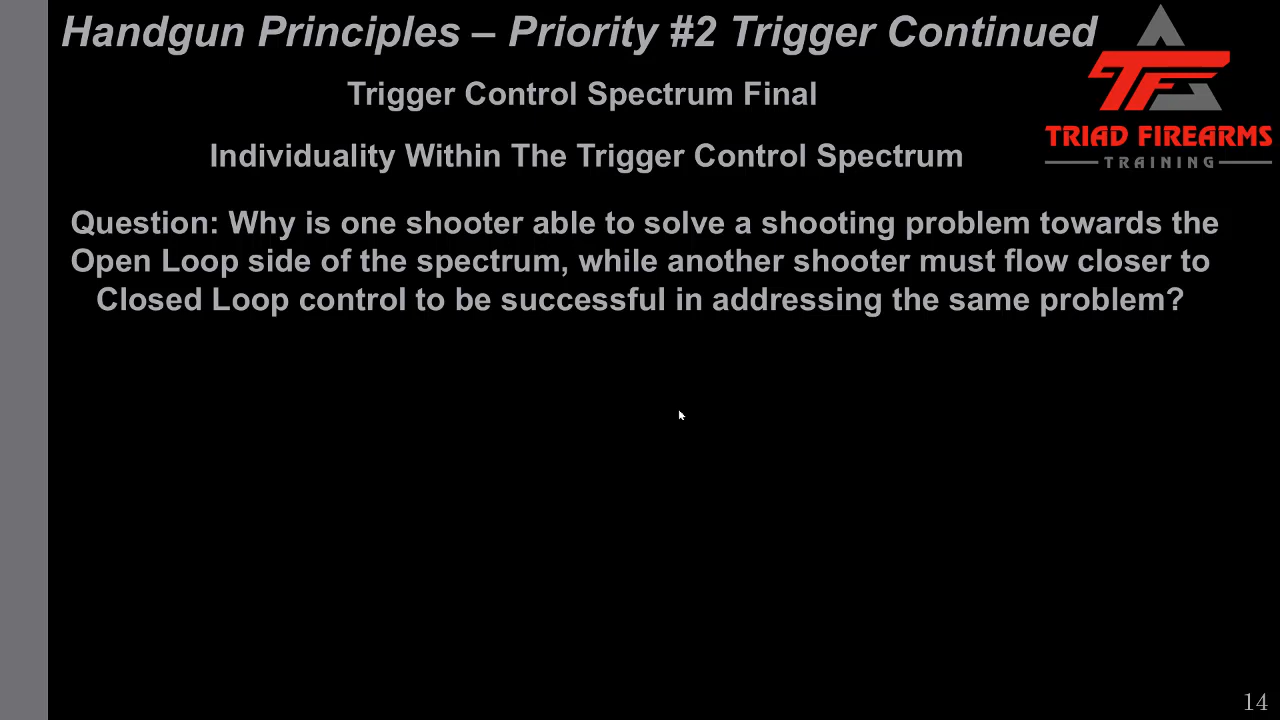 Handgun Principles – Priority #2 Trigger Continued
TRIAD FIREARMS
TRAINING
Trigger Control Spectrum Final
Individuality Within The Trigger Control Spectrum
Question: Why is one shooter able to solve a shooting problem towards the
Open Loop side of the spectrum, while another shooter must flow closer to
Closed Loop control to be successful in addressing the same problem?
14